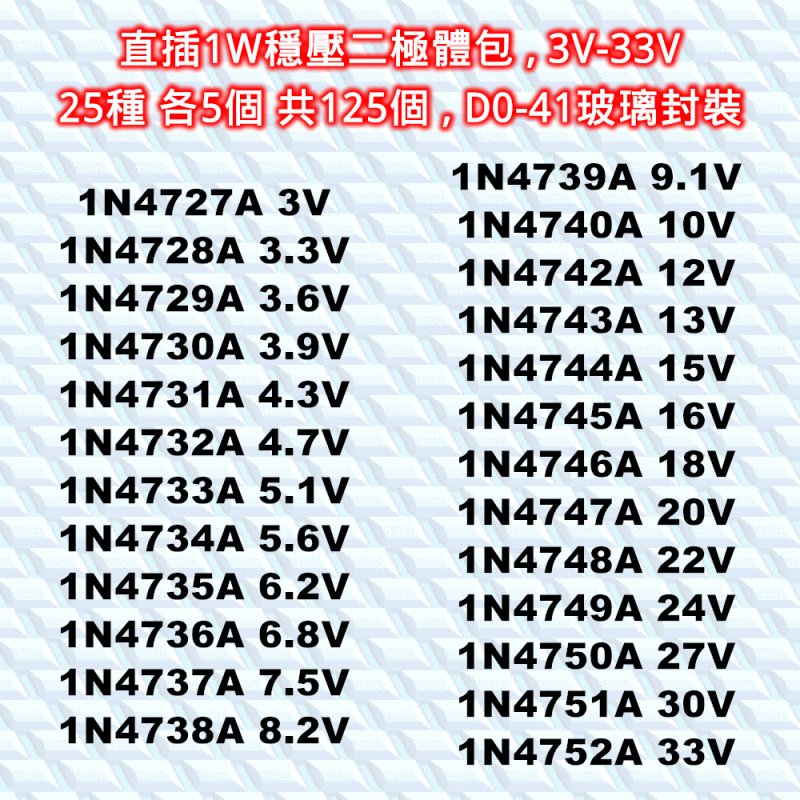 直插1W穩壓二極體包 , 3V-33V
25種 各5個 共125個 , D0-41玻璃封裝
1N4727A 3V
1N4728A 3.3V
1N4729A 3.6V
1N4730A 3.9V
1N4731A 4.3V
1N4732A 4.7V
1N4733A 5.1V
1N4734A 5.6V
1N4735A 6.2V
1N4736A 6.8V
1N4737A 7.5V
1N4738A 8.2V
1N4739A 9.1V
1N4740A 10V
1N4742A 12V
1N4743A 13V
1N4744A 15V
1N4745A 16V
1N4746A 18V
1N4747A 20V
1N4748A 22V
1N4749A 24V
1N4750A 27V
1N4751A 30V
1N4752A 33V